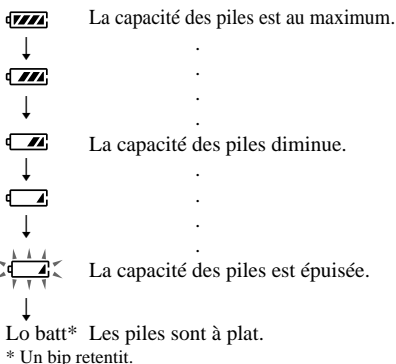 La capacité des piles est au maximum.
.
.
.
.
La capacité des piles diminue.
.
.
.
.
La capacité des piles est épuisée.
Lo batt* Les piles sont à plat.
* Un bip retentit.